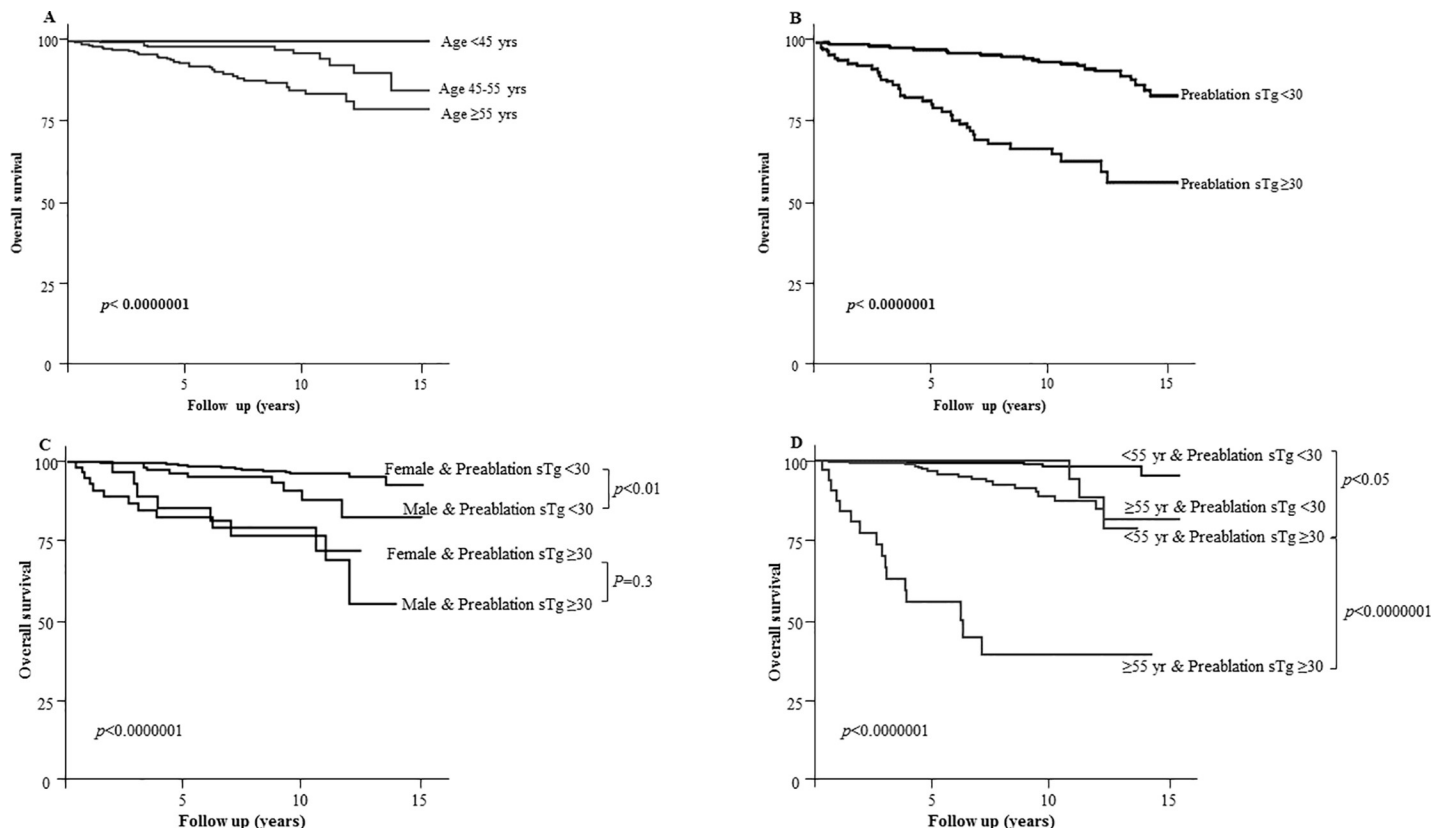 A
100
75
50
25
0
5
10
15
Overall survival
Follow up (years)
Age <45 yrs
Age 45-55 yrs
Age ≥55 yrs
p< 0.0000001
B
100
75
50
25
0
5
10
15
Overall survival
Follow up (years)
Preablation sTg <30
Preablation sTg ≥30
p< 0.0000001
C
100
75
50
25
0
5
10
15
Overall survival
Follow up (years)
Female & Preablation sTg <30
p<0.01
Male & Preablation sTg <30
Female & Preablation sTg ≥30
P=0.3
Male & Preablation sTg ≥30
p<0.0000001
D
100
75
50
25
0
5
10
15
Overall survival
Follow up (years)
<55 yr & Preablation sTg <30
p<0.05
≥55 yr & Preablation sTg <30
<55 yr & Preablation sTg ≥30
p<0.0000001
≥55 yr & Preablation sTg ≥30
p<0.0000001